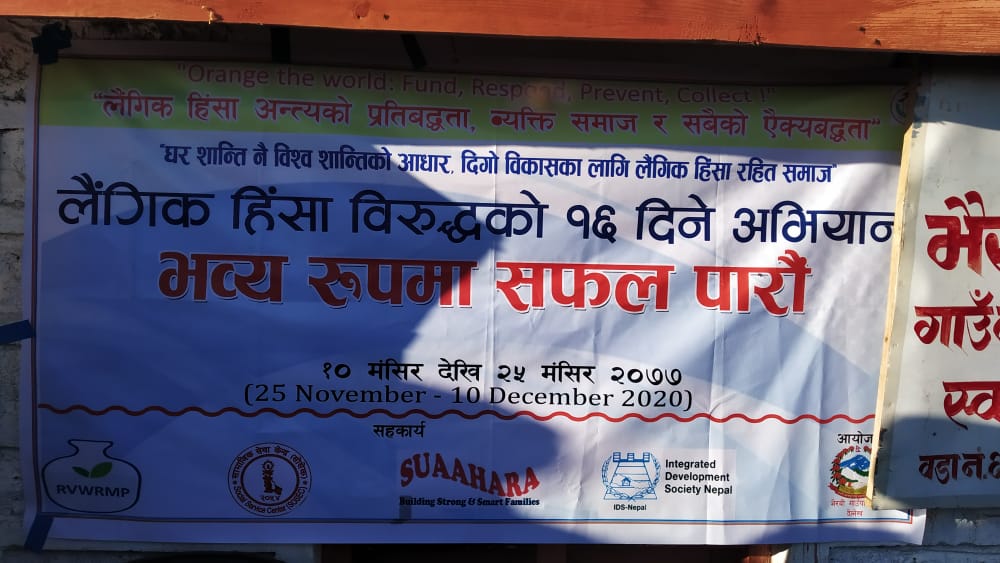 "Orange the world: Fund, Respond, Prevent, Collect !"
"लैंगिक हिंसा अन्त्यको प्रतिबद्धता, व्यक्ति समाज र सबैको ऐक्यबद्धता"
"घर शान्ति नै विश्व शान्तिको आधार, दिगो विकासका लागि लैगिक हिंसा रहित समाज"
लैंगिक हिंसा विरुद्धको १६ दिने अभियान
भव्य रुपमा सफल पारौं
१० मंसिर देखि २५ मंसिर २०७७
(25 November - 10 December 2020)
सहकार्य
आयोज
RVWRMP
सामाजिक सेवा केन्द्र (सोसेक)
Social Service Center (SOSEC)
SUAAHARA
Building Strong & Smart Families
IDS-Nepal
Integrated
Development
Society Nepal
गाउँ
वडा नं.